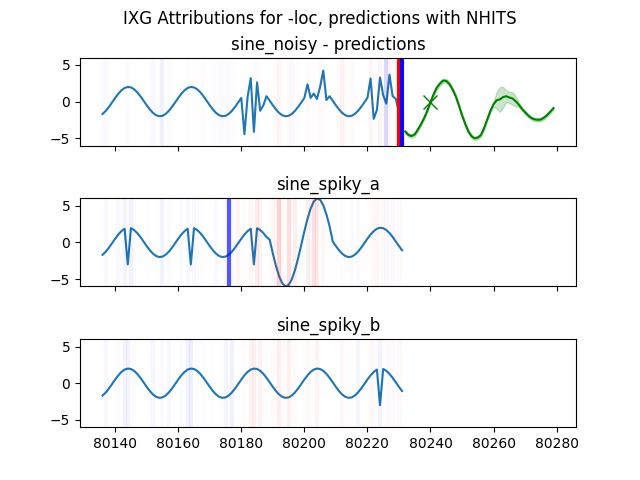 IXG Attributions for -loc, predictions with NHITS
sine_noisy - predictions
5
0
−5
sine_spiky_a
5
0
−5
sine_spiky_b
5
0
−5
80140 80160 80180 80200 80220 80240 80260 80280